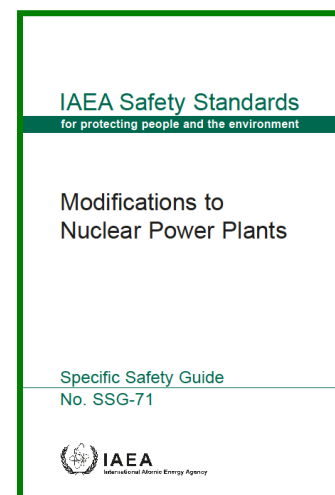 IAEA Safety Standards
for protecting people and the environment
Modifications to
Nuclear Power Plants
Specific Safety Guide
No. SSG-71
IAEA
International Atomic Energy Agency